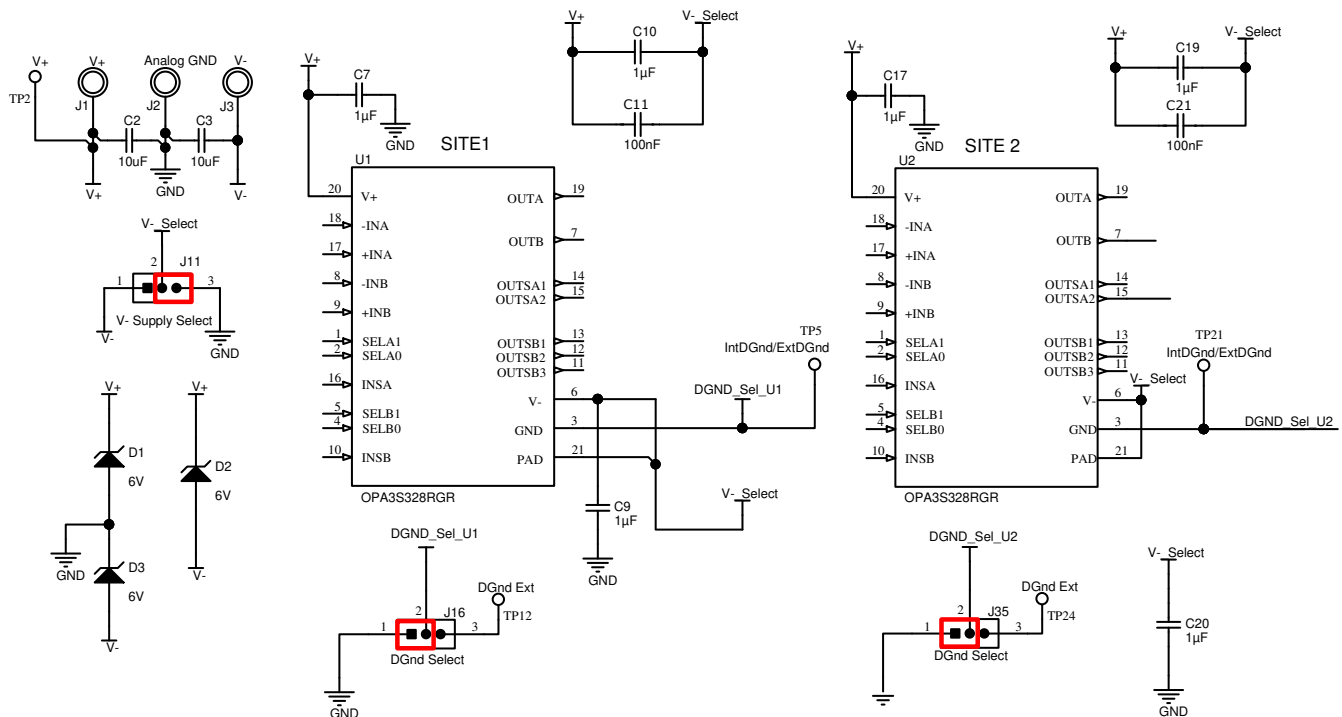 V+
TP2
V+
J1
Analog GND
J2
V-
J3
C2
10uF
C3
10uF
V+
GND
V-
V-_Select
2
J11
1
3
V- Supply Select
V-
GND
V+
D1
6V
GND
D3
6V
V-
V+
D2
6V
V-
V+
C7
1µF
GND
SITE1
U1
20
V+
18
-INA
17
+INA
8
-INB
9
+INB
1
SELA1
2
SELA0
16
INSA
5
SELB1
4
SELB0
10
INSB
OUTA
19
OUTB
7
OUTSA1
14
OUTSA2
15
OUTSB1
13
OUTSB2
12
OUTSB3
11
V-
6
GND
3
PAD
21
OPA3S328RGR
V+
V-_Select
C10
1µF
C11
100nF
TP5
IntDGnd/ExtDGnd
DGND_Sel_U1
V-_Select
C9
1µF
GND
DGND_Sel_U1
DGnd Ext
2
J16
TP12
1
3
DGnd Select
GND
V+
C17
1µF
GND
SITE 2
U2
20
V+
18
-INA
17
+INA
8
-INB
9
+INB
1
SELA1
2
SELA0
16
INSA
5
SELB1
4
SELB0
10
INSB
OUTA
19
OUTB
7
OUTSA1
14
OUTSA2
15
OUTSB1
13
OUTSB2
12
OUTSB3
11
V-
6
GND
3
PAD
21
OPA3S328RGR
V+
V-_Select
C19
1µF
C21
100nF
TP21
IntDGnd/ExtDGnd
V-_Select
DGND_Sel_U2
DGND_Sel_U2
DGnd Ext
2
J35
TP24
1
3
DGnd Select
V-_Select
C20
1µF
GND